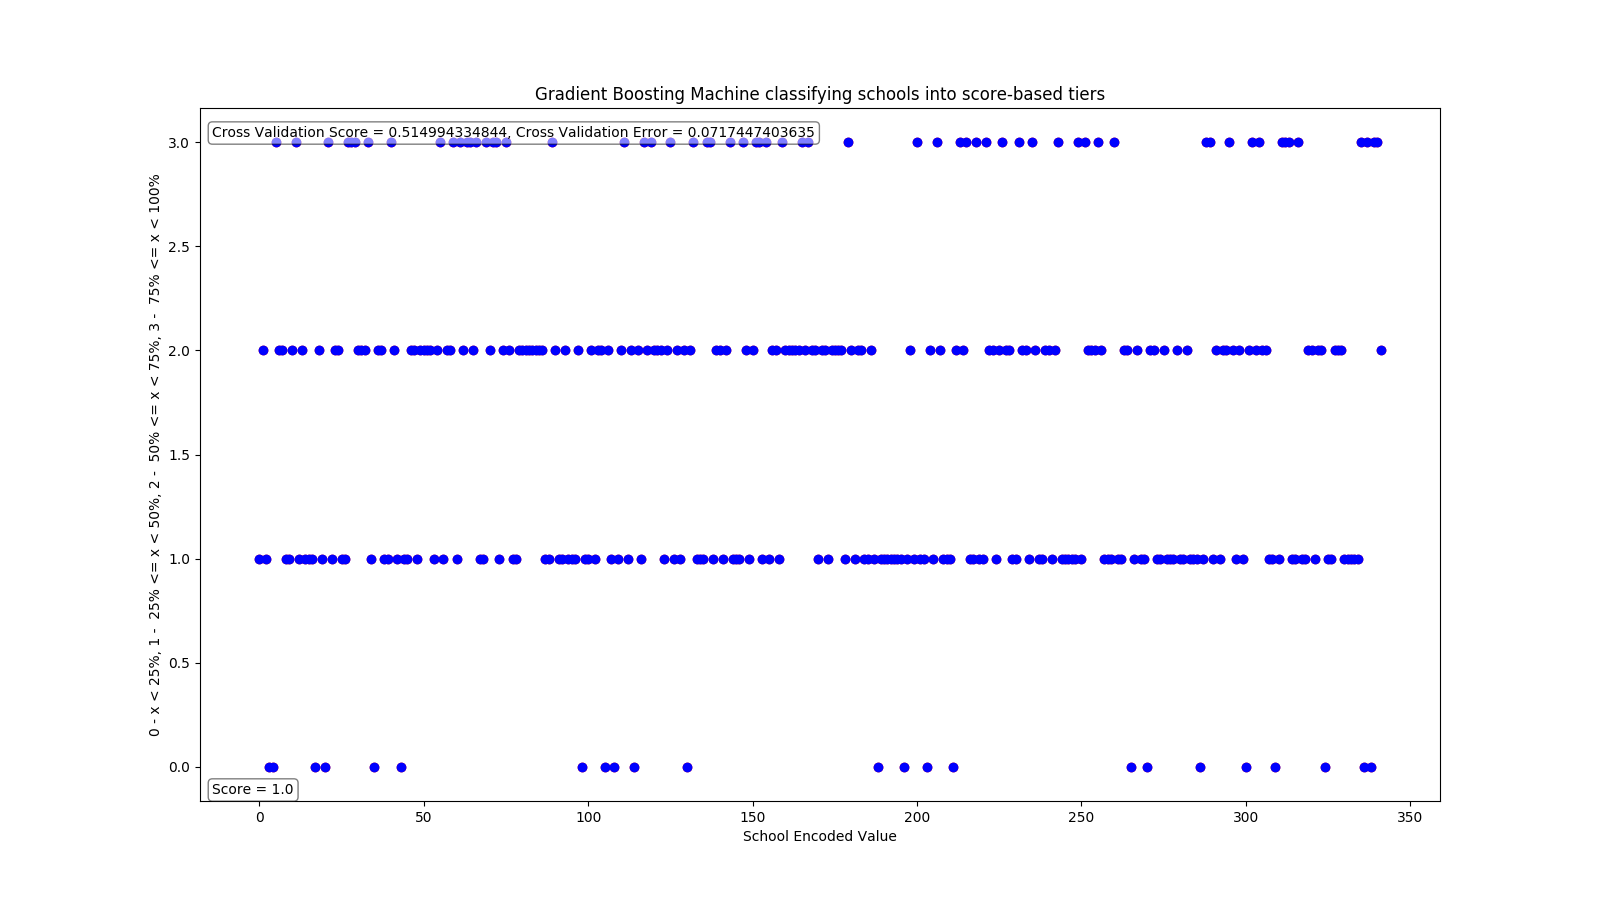 Gradient Boosting Machine classifying schools into score-based tiers
Cross Validation Score = 0.514994334844, Cross Validation Error = 0.0717447403635
3.0
2.5
2.0
1.5
1.0
0.5
0.0
0 - x < 25%, 1 - 25% <= x < 50%, 2 - 50% <= x < 75%, 3 - 75% <= x < 100%
Score = 1.0
0 50 100 150 200 250 300 350
School Encoded Value